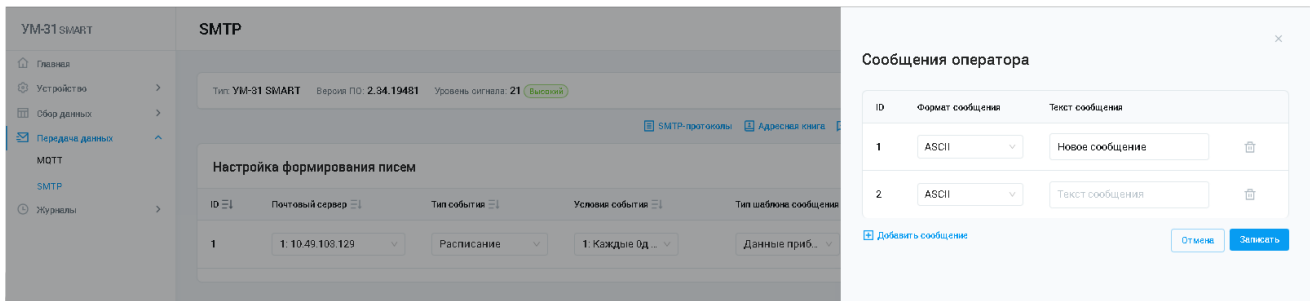 УМ-31 SMART
SMTP
Главная
Устройство
Сбор данных
Передача данных
MQTT
SMTP
Журналы
Тип: УМ-31 SMART Версия ПО: 2.34.19481 Уровень сигнала: 21 Высокий
SMTP-протоколы Адресная книга
Настройка формирования писем
ID Почтовый сервер Тип события Условия события Тип шаблона сообщения
1 1: 10.49.108.129 Расписание 1: Каждые 0д ... Данные приб...
Сообщения оператора
ID Формат сообщения Текст сообщения
1 ASCII Новое сообщение
2 ASCII Текст сообщения
Добавить сообщение
Отмена Записать